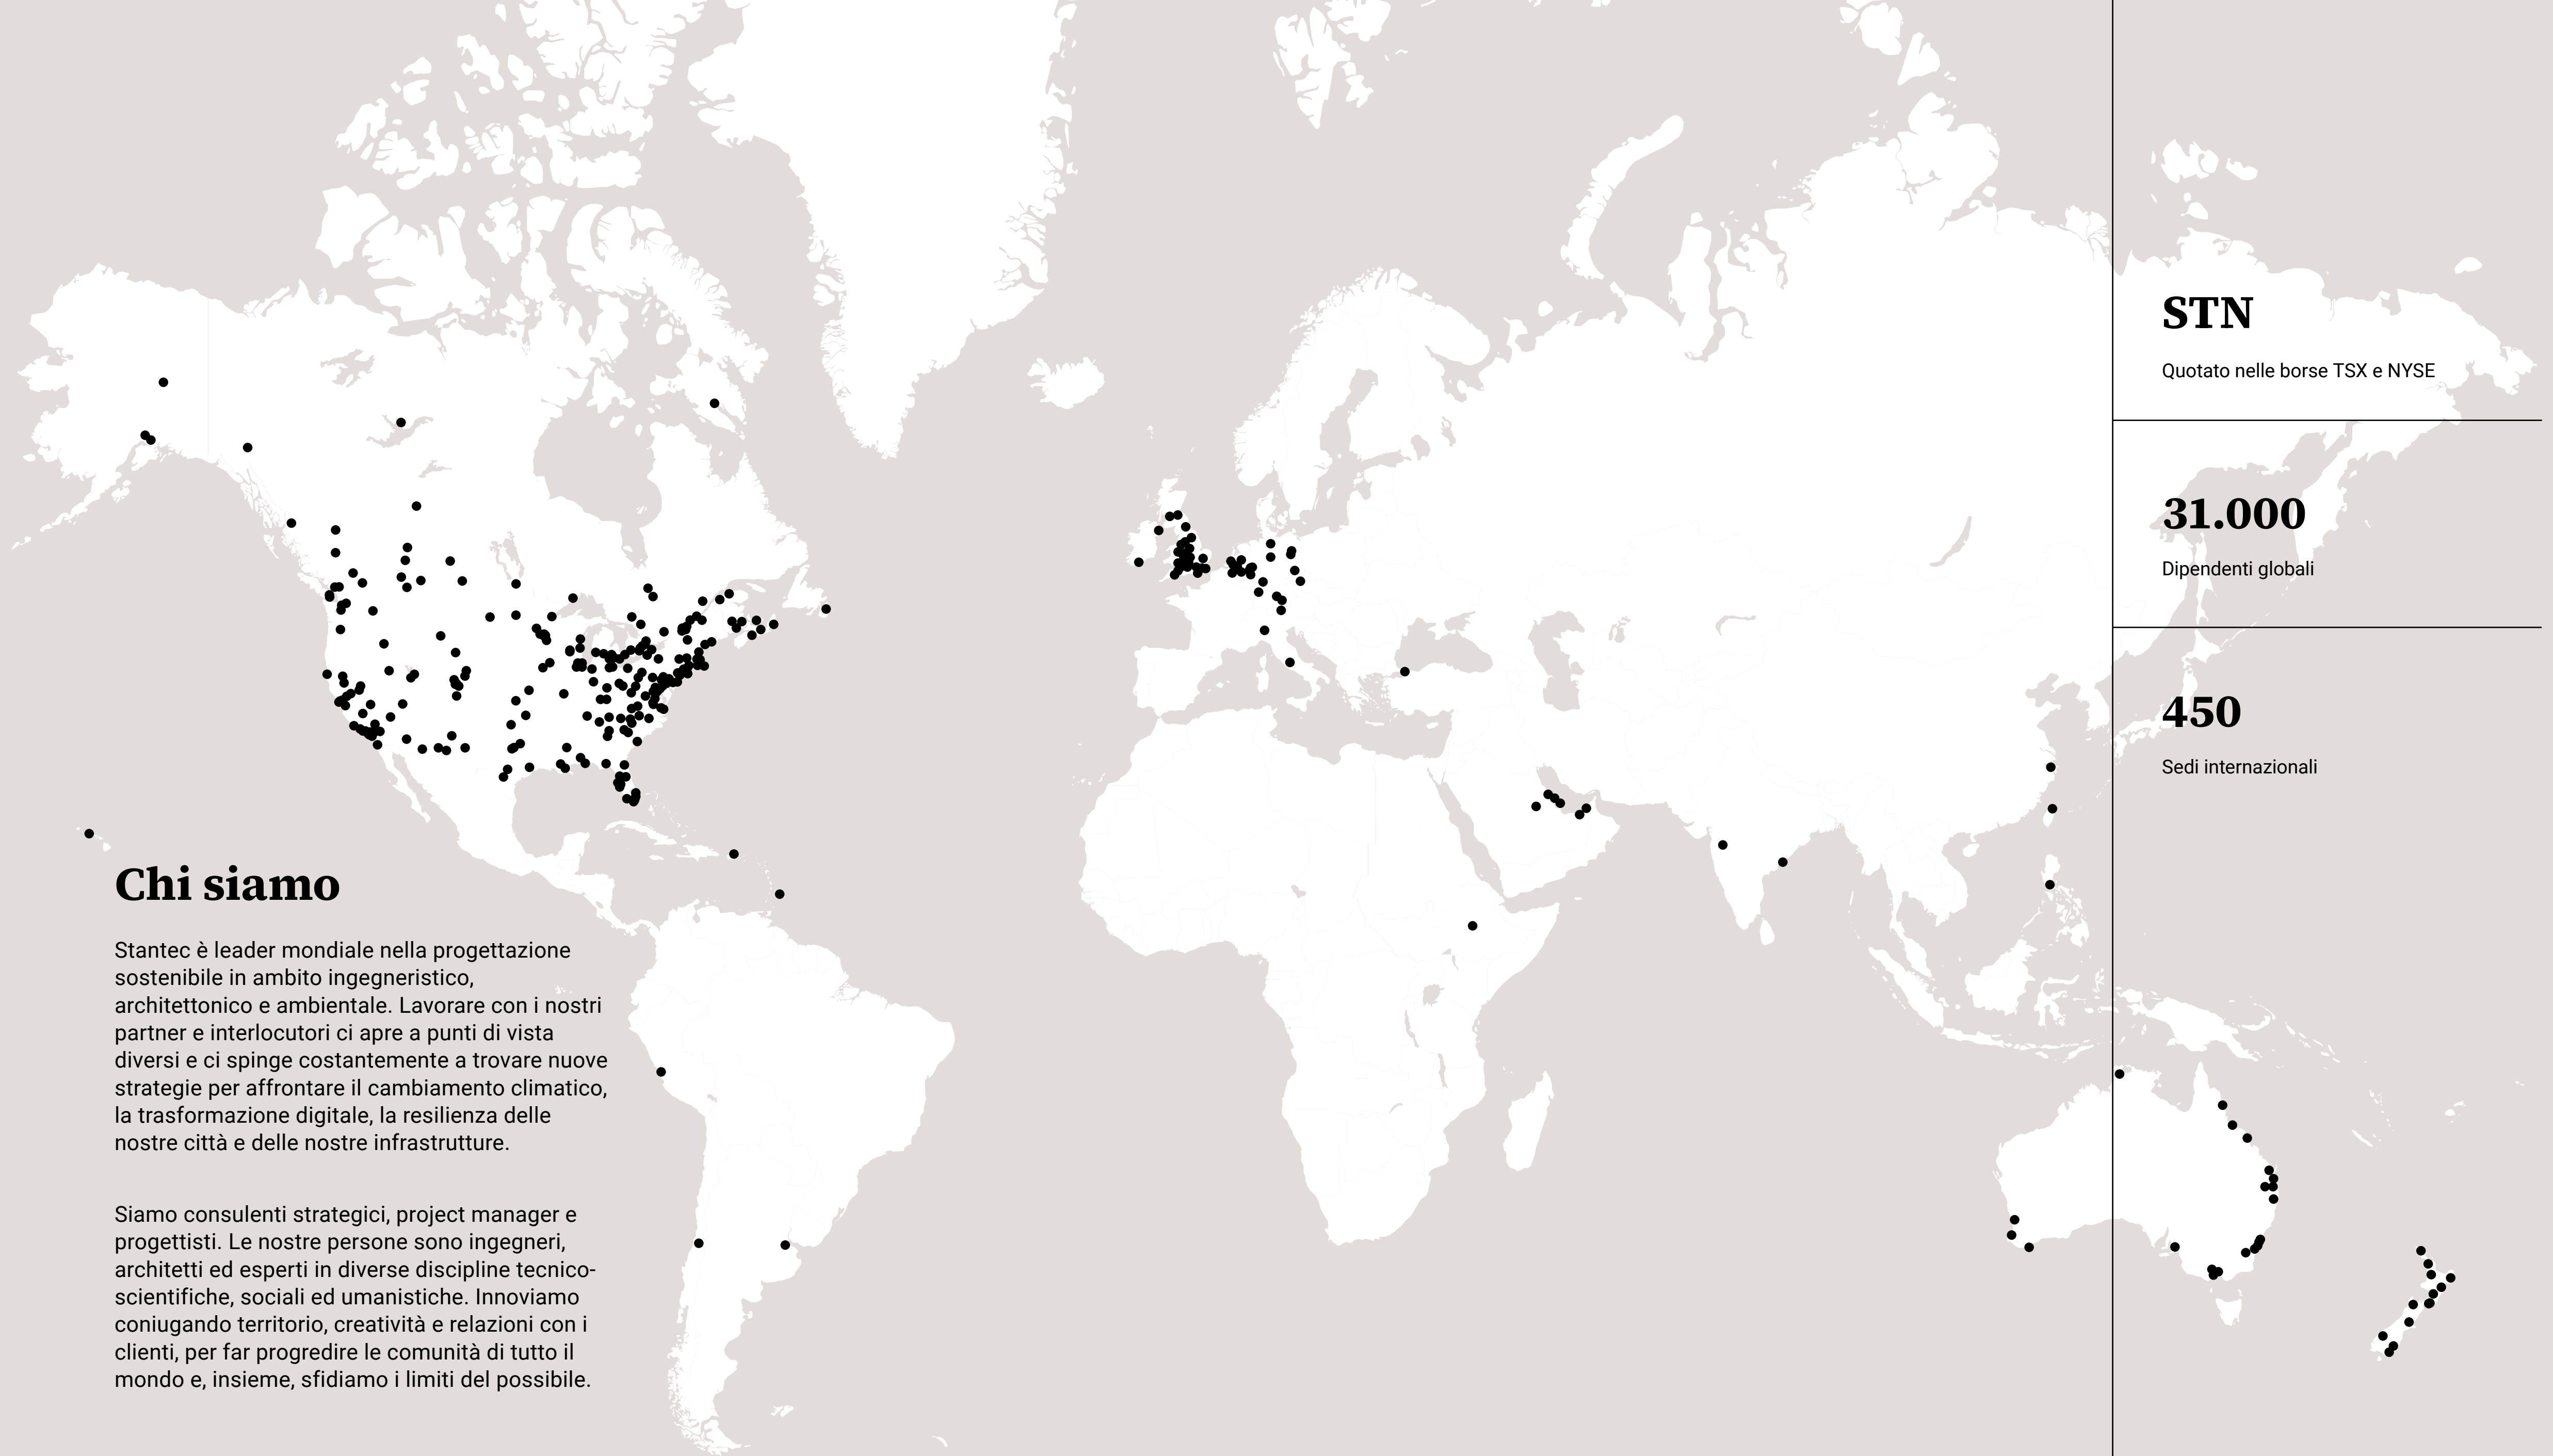 Chi siamo
Stantec è leader mondiale nella progettazione
sostenibile in ambito ingegneristico,
architettonico e ambientale. Lavorare con i nostri
partner e interlocutori ci apre a punti di vista
diversi e ci spinge costantemente a trovare nuove
strategie per affrontare il cambiamento climatico,
la trasformazione digitale, la resilienza delle
nostre città e delle nostre infrastrutture.
Siamo consulenti strategici, project manager e
progettisti. Le nostre persone sono ingegneri,
architetti ed esperti in diverse discipline tecnico-
scientifiche, sociali ed umanistiche. Innoviamo
coniugando territorio, creatività e relazioni con i
clienti, per far progredire le comunità di tutto il
mondo e, insieme, sfidiamo i limiti del possibile.
STN
Quotato nelle borse TSX e NYSE
31.000
Dipendenti globali
450
Sedi internazionali